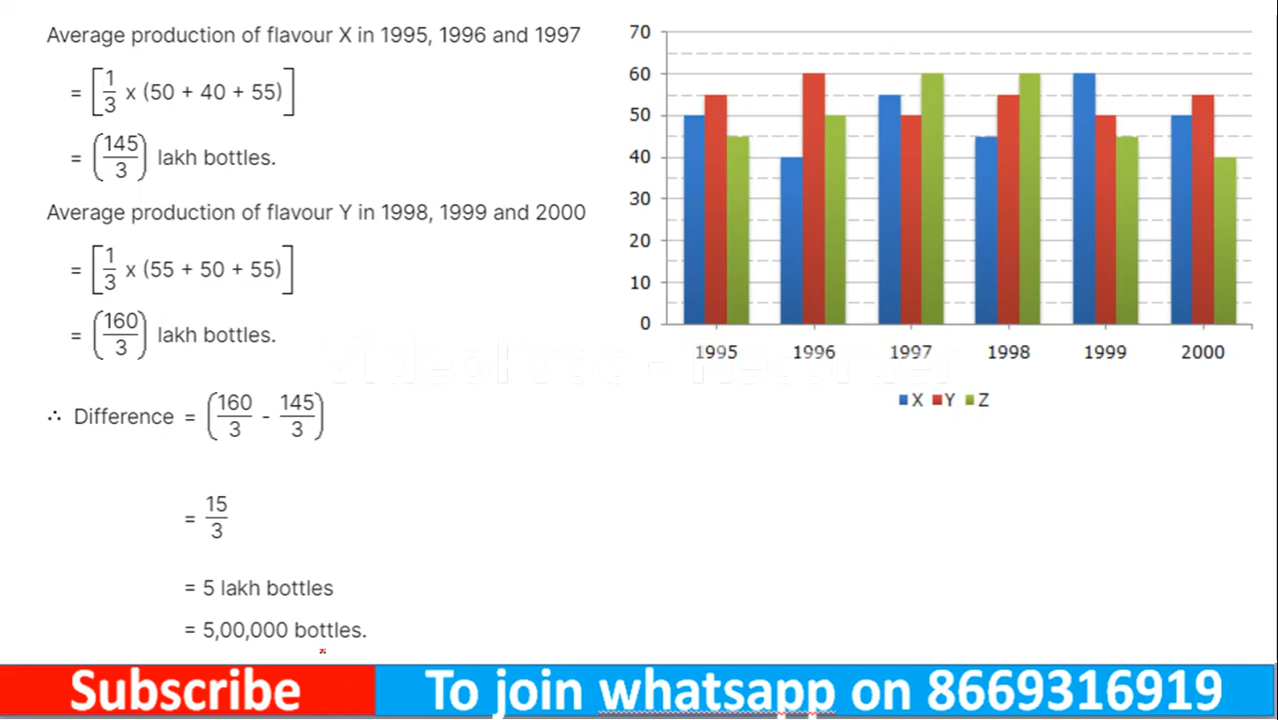 Average production of flavour X in 1995, 1996 and 1997
= [1/3 x (50 + 40 + 55)]
= (145/3) lakh bottles.
Average production of flavour Y in 1998, 1999 and 2000
= [1/3 x (55 + 50 + 55)]
= (160/3) lakh bottles.
∴ Difference = (160/3 - 145/3)
= 15/3
= 5 lakh bottles
= 5,00,000 bottles.
70
60
50
40
30
20
10
0
1995 1996 1997 1998 1999 2000
X Y Z
VideoProc - Recorder
Subscribe
To join whatsapp on 8669316919